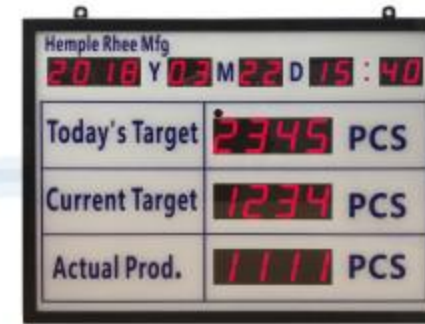 Hemple Rhee Mfg
2018 Y 03 M 22 D 15:40
Today's Target 2345 PCS
Current Target 1234 PCS
Actual Prod. 1111 PCS